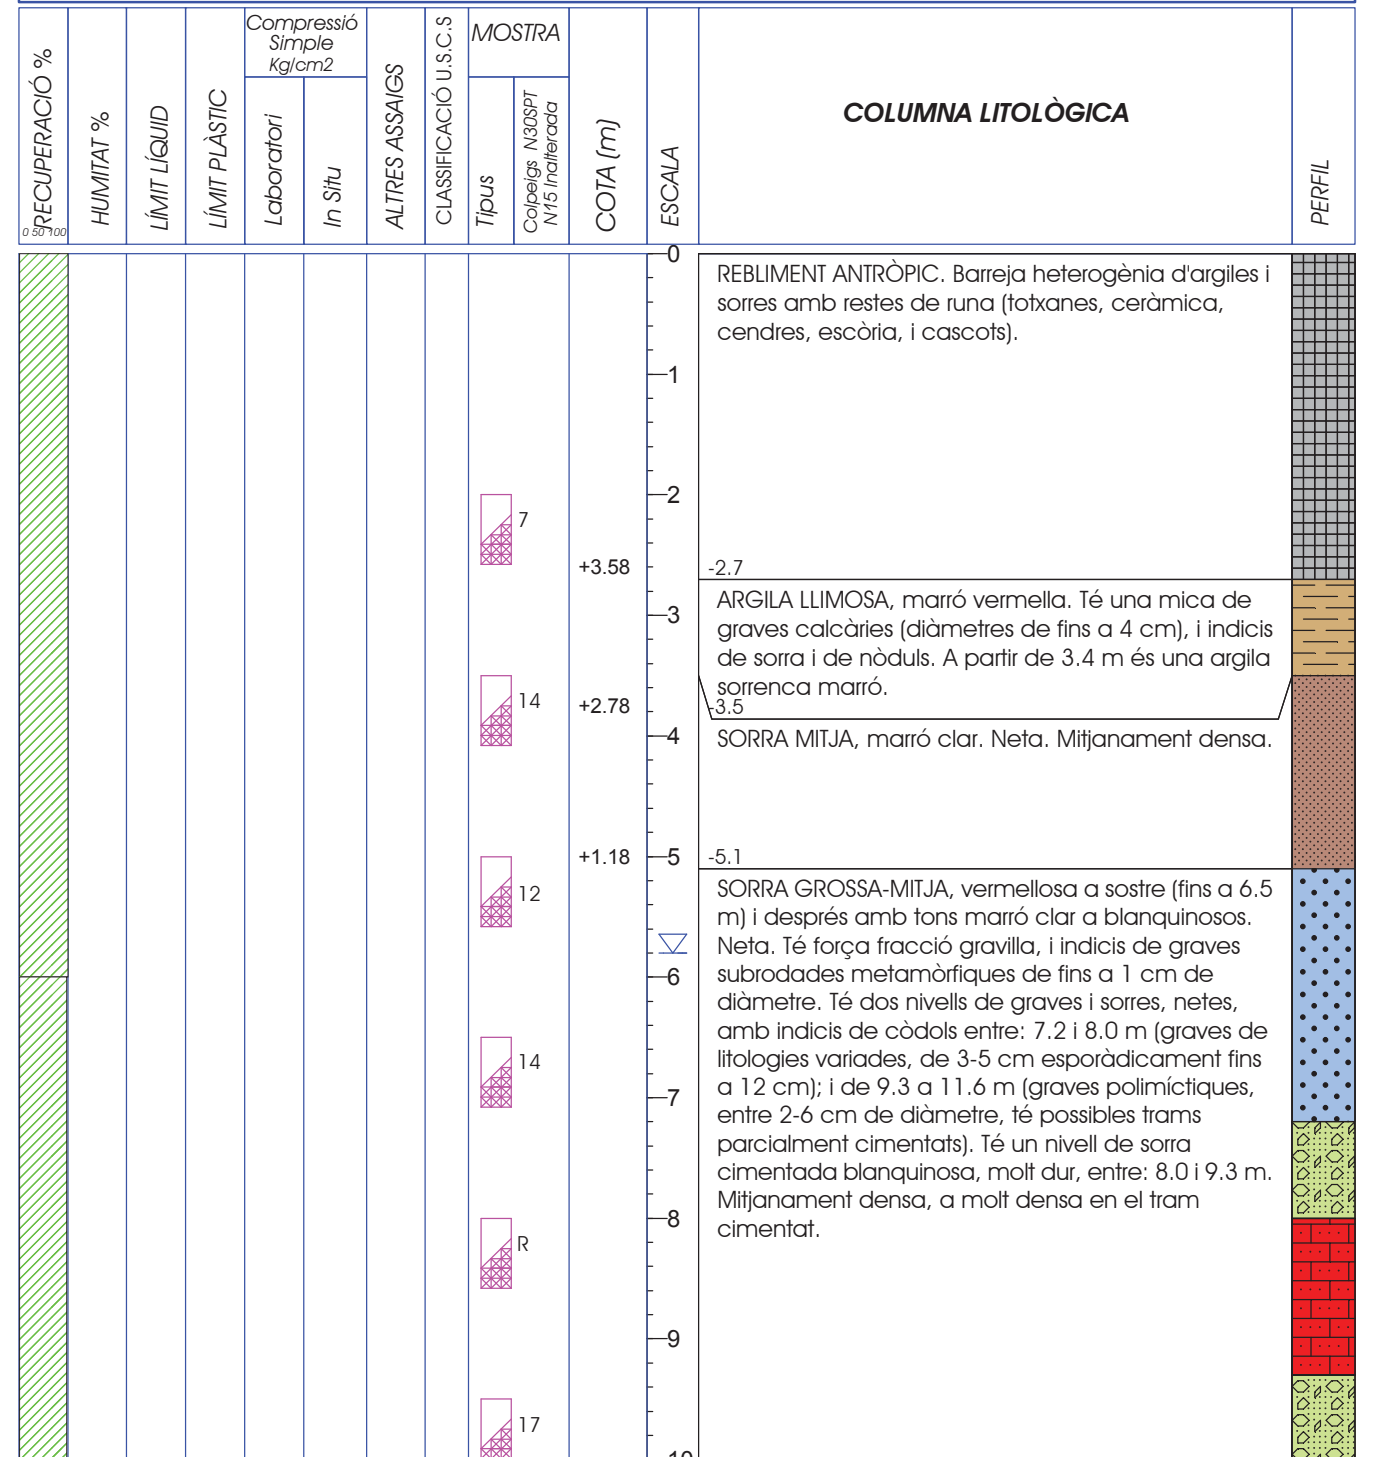 RECUPERACIÓ %
0 50 100
HUMITAT %
LÍMIT LÍQUID
LÍMIT PLÀSTIC
Compressió
Simple
Kg/cm2
Laboratori
In Situ
ALTRES ASSAIGS
CLASSIFICACIÓ U.S.C.S
MOSTRA
Tipus
Colpeigs N30SPT
N15 Inalterada
COTA (m)
ESCALA
COLUMNA LITOLÒGICA
PERFIL
0
REBLIMENT ANTRÒPIC. Barreja heterogènia d'argiles i
sorres amb restes de runa (totxanes, ceràmica,
cendres, escòria, i cascots).
1
2
7
+3.58
-2.7
ARGILA LLIMOSA, marró vermella. Té una mica de
graves calcàries (diàmetres de fins a 4 cm), i indicis
de sorra i de nòduls. A partir de 3.4 m és una argila
sorrenca marró.
3
14
+2.78
-3.5
4
SORRA MITJA, marró clar. Neta. Mitjanament densa.
+1.18
5
-5.1
12
SORRA GROSSA-MITJA, vermellosa a sostre (fins a 6.5
m) i després amb tons marró clar a blanquinosos.
Neta. Té força fracció gravilla, i indicis de graves
subrodades metamòrfiques de fins a 1 cm de
diàmetre. Té dos nivells de graves i sorres, netes,
amb indicis de còdols entre: 7.2 i 8.0 m (graves de
litologies variades, de 3-5 cm esporàdicament fins
a 12 cm); i de 9.3 a 11.6 m (graves polimíctiques,
entre 2-6 cm de diàmetre, té possibles trams
parcialment cimentats). Té un nivell de sorra
cimentada blanquinosa, molt dur, entre: 8.0 i 9.3 m.
Mitjanament densa, a molt densa en el tram
cimentat.
6
14
7
8
R
9
17
10